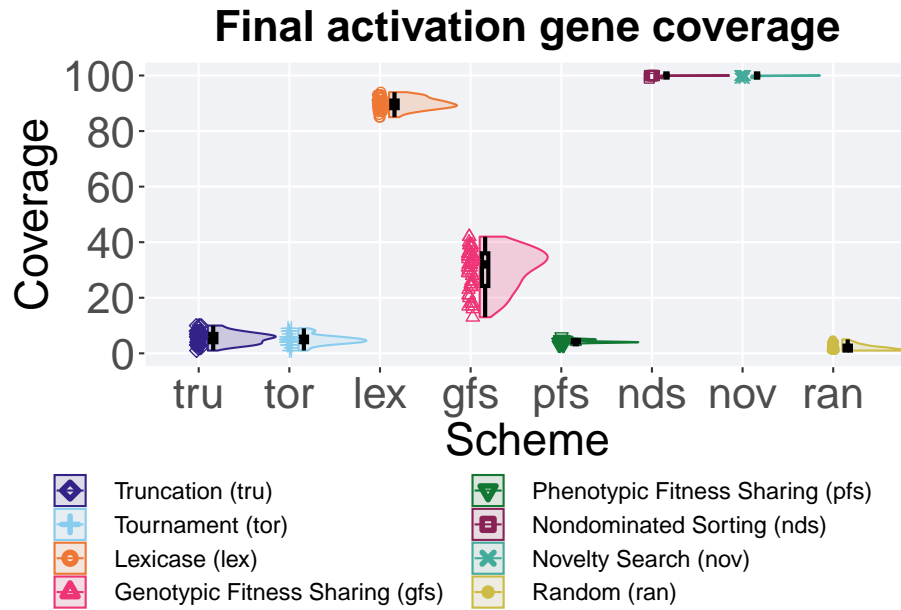 Final activation gene coverage
Coverage
100
80
60
40
20
0
tru tor lex gfs pfs nds nov ran
Scheme
Truncation (tru)
Tournament (tor)
Lexicase (lex)
Genotypic Fitness Sharing (gfs)
Phenotypic Fitness Sharing (pfs)
Nondominated Sorting (nds)
Novelty Search (nov)
Random (ran)